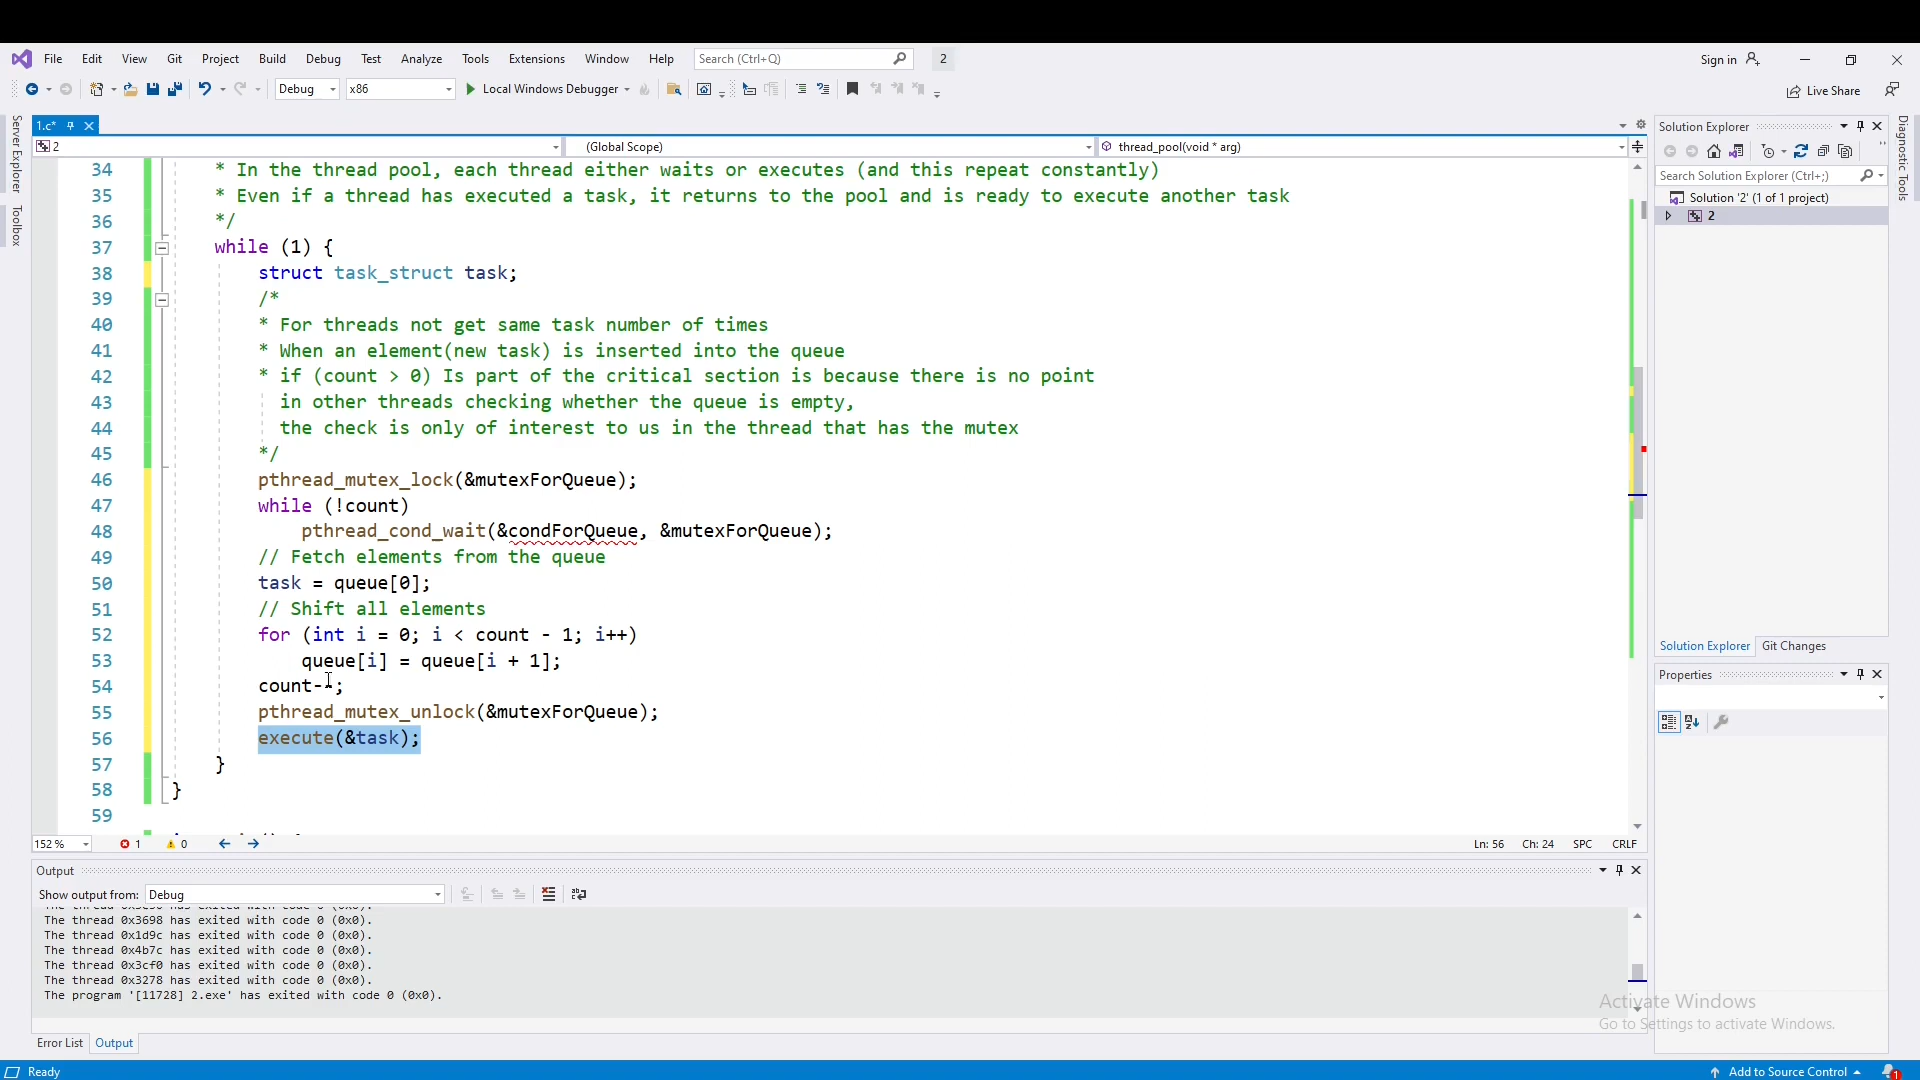 File Edit View Git Project Build Debug Test Analyze Tools Extensions Window Help Search (Ctrl+Q) 2 Sign in
Debug x86 Local Windows Debugger Live Share
Server Explorer
Toolbox
1.c*
2 (Global Scope) thread_pool(void * arg)
34 * In the thread pool, each thread either waits or executes (and this repeat constantly)
35 * Even if a thread has executed a task, it returns to the pool and is ready to execute another task
36 */
37 while (1) {
38 struct task_struct task;
39 /*
40 * For threads not get same task number of times
41 * When an element(new task) is inserted into the queue
42 * if (count > 0) Is part of the critical section is because there is no point
43 in other threads checking whether the queue is empty,
44 the check is only of interest to us in the thread that has the mutex
45 */
46 pthread_mutex_lock(&mutexForQueue);
47 while (!count)
48 pthread_cond_wait(&condForQueue, &mutexForQueue);
49 // Fetch elements from the queue
50 task = queue[0];
51 // Shift all elements
52 for (int i = 0; i < count - 1; i++)
53 queue[i] = queue[i + 1];
54 count--;
55 pthread_mutex_unlock(&mutexForQueue);
56 execute(&task);
57 }
58 }
59
152 % 1 0 Ln: 56 Ch: 24 SPC CRLF
Output
Show output from: Debug
The thread 0x3698 has exited with code 0 (0x0).
The thread 0x1d9c has exited with code 0 (0x0).
The thread 0x4b7c has exited with code 0 (0x0).
The thread 0x3cf0 has exited with code 0 (0x0).
The thread 0x3278 has exited with code 0 (0x0).
The program '[11728] 2.exe' has exited with code 0 (0x0).
Error List Output
Ready
Solution Explorer
Search Solution Explorer (Ctrl+;)
Solution '2' (1 of 1 project)
2
Solution Explorer Git Changes
Properties
Diagnostic Tools
Activate Windows
Go to Settings to activate Windows.
Add to Source Control 1